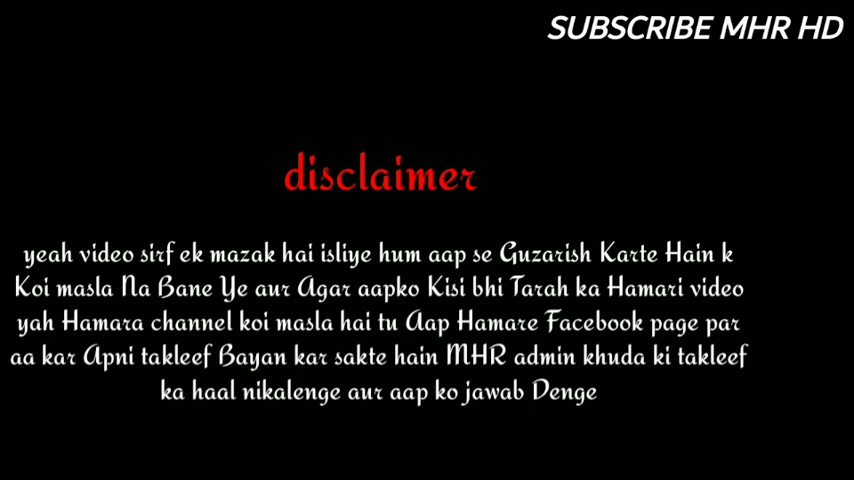 SUBSCRIBE MHR HD
disclaimer
yeah video sirf ek mazak hai isliye hum aap se Guzarish Karte Hain k
Koi masla Na Bane Ye aur Agar aapko Kisi bhi Tarah ka Hamari video
yah Hamara channel koi masla hai tu Aap Hamare Facebook page par
aa kar Apni takleef Bayan kar sakte hain MHR admin khuda ki takleef
ka haal nikalenge aur aap ko jawab Denge